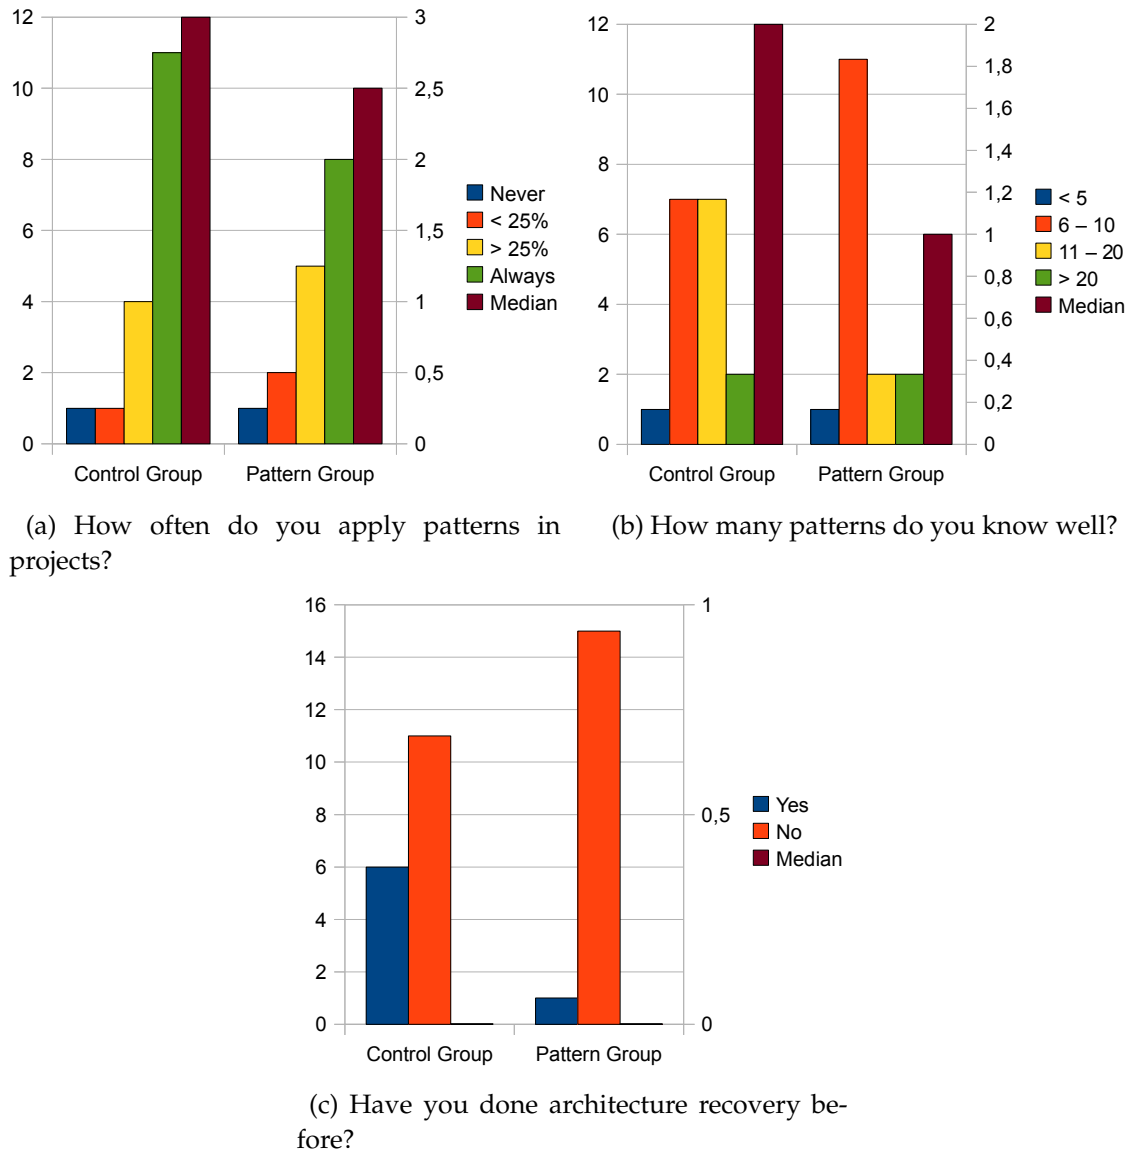 12
10
8
6
4
2
0
3
2,5
2
1,5
1
0,5
0
Control Group
Pattern Group
Never
< 25%
> 25%
Always
Median
(a) How often do you apply patterns in
projects?
12
10
8
6
4
2
0
2
1,8
1,6
1,4
1,2
1
0,8
0,6
0,4
0,2
0
Control Group
Pattern Group
< 5
6 – 10
11 – 20
> 20
Median
(b) How many patterns do you know well?
16
14
12
10
8
6
4
2
0
1
0,5
0
Control Group
Pattern Group
Yes
No
Median
(c) Have you done architecture recovery be-
fore?